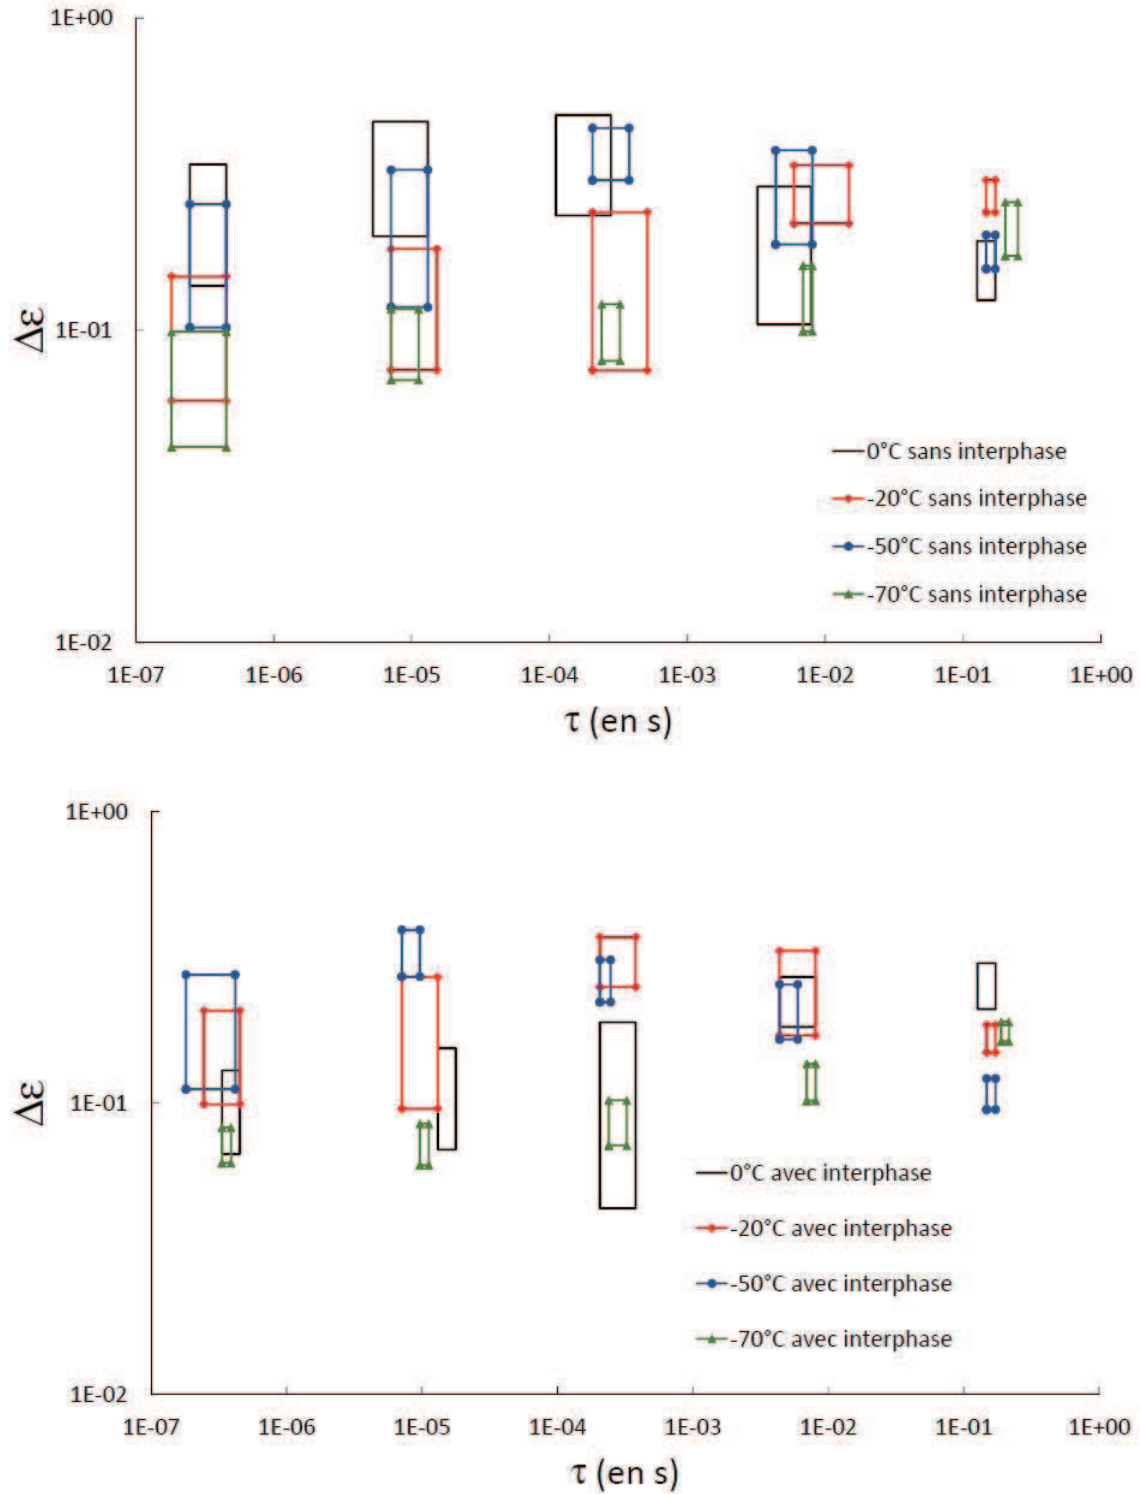 1E+00
Δε
1E-01
0°C sans interphase
-20°C sans interphase
-50°C sans interphase
-70°C sans interphase
1E-02
1E-07 1E-06 1E-05 1E-04 1E-03 1E-02 1E-01 1E+00
τ (en s)
1E+00
Δε
1E-01
0°C avec interphase
-20°C avec interphase
-50°C avec interphase
-70°C avec interphase
1E-02
1E-07 1E-06 1E-05 1E-04 1E-03 1E-02 1E-01 1E+00
τ (en s)